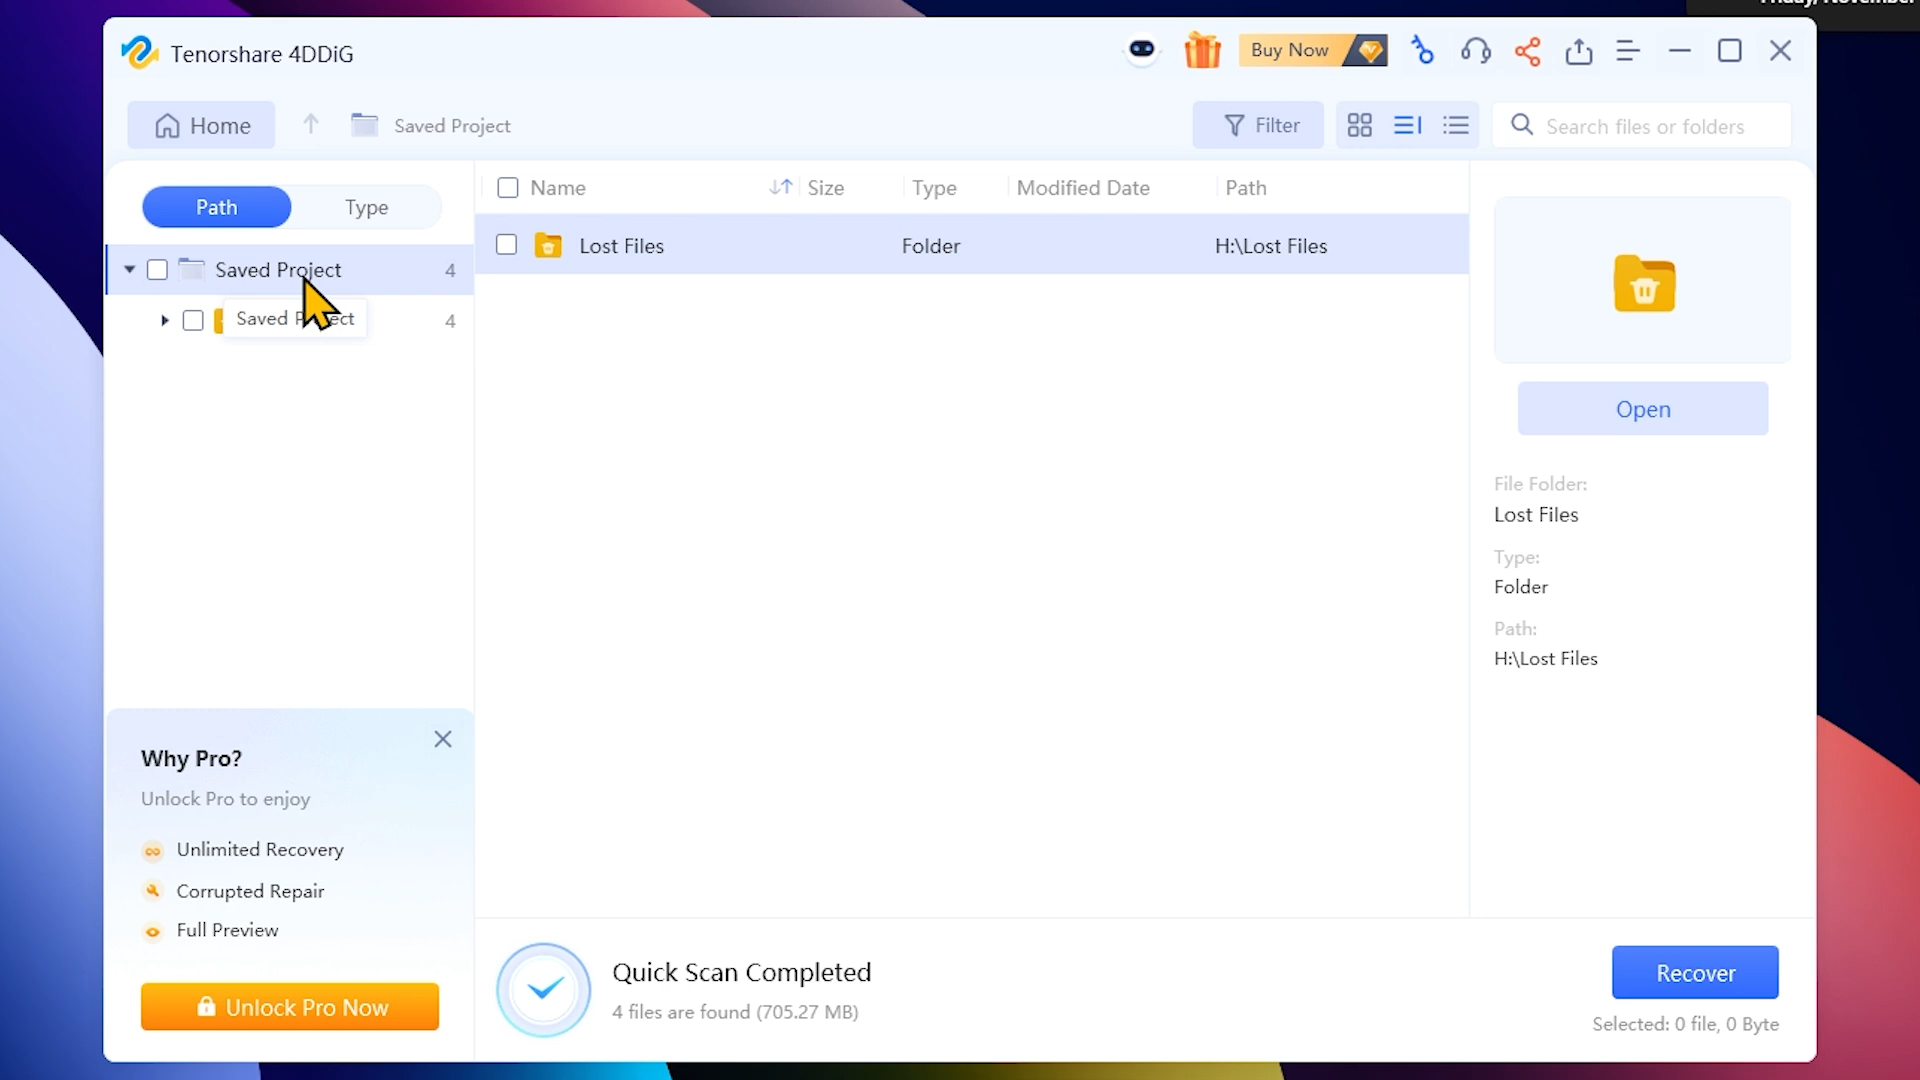 Tenorshare 4DDiG
Buy Now
Home
Saved Project
Filter
Search files or folders
Path
Type
Name
Size
Type
Modified Date
Path
Saved Project
4
Saved Project
4
Lost Files
Folder
H:\Lost Files
Open
File Folder:
Lost Files
Type:
Folder
Path:
H:\Lost Files
Why Pro?
Unlock Pro to enjoy
Unlimited Recovery
Corrupted Repair
Full Preview
Unlock Pro Now
Quick Scan Completed
4 files are found (705.27 MB)
Recover
Selected: 0 file, 0 Byte